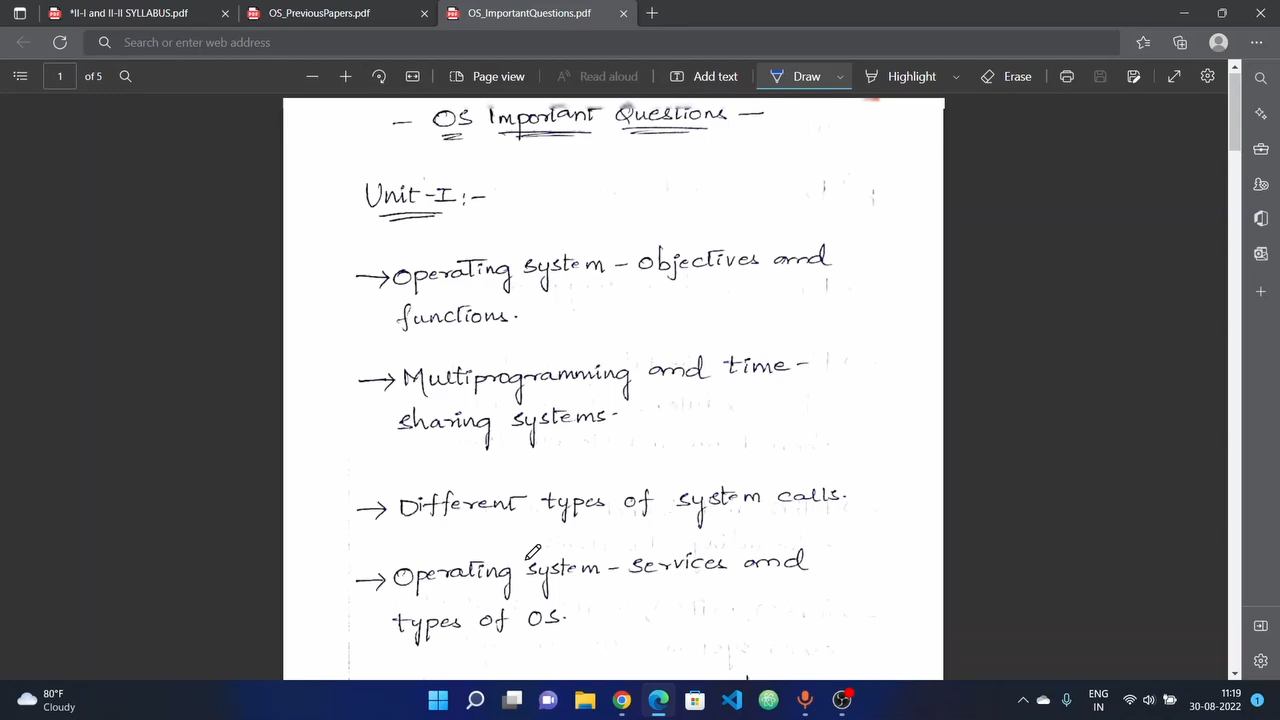 *II-I and II-II SYLLABUS.pdf
OS_PreviousPapers.pdf
OS_ImportantQuestions.pdf
Search or enter web address
1 of 5
Page view
Read aloud
Add text
Draw
Highlight
Erase
- OS Important Questions -
Unit-I:-
→ Operating system - objectives and
functions.
→ Multiprogramming and time-
sharing systems.
→ Different types of system calls.
→ Operating system - services and
types of OS.
80°F
Cloudy
ENG
IN
11:19
30-08-2022